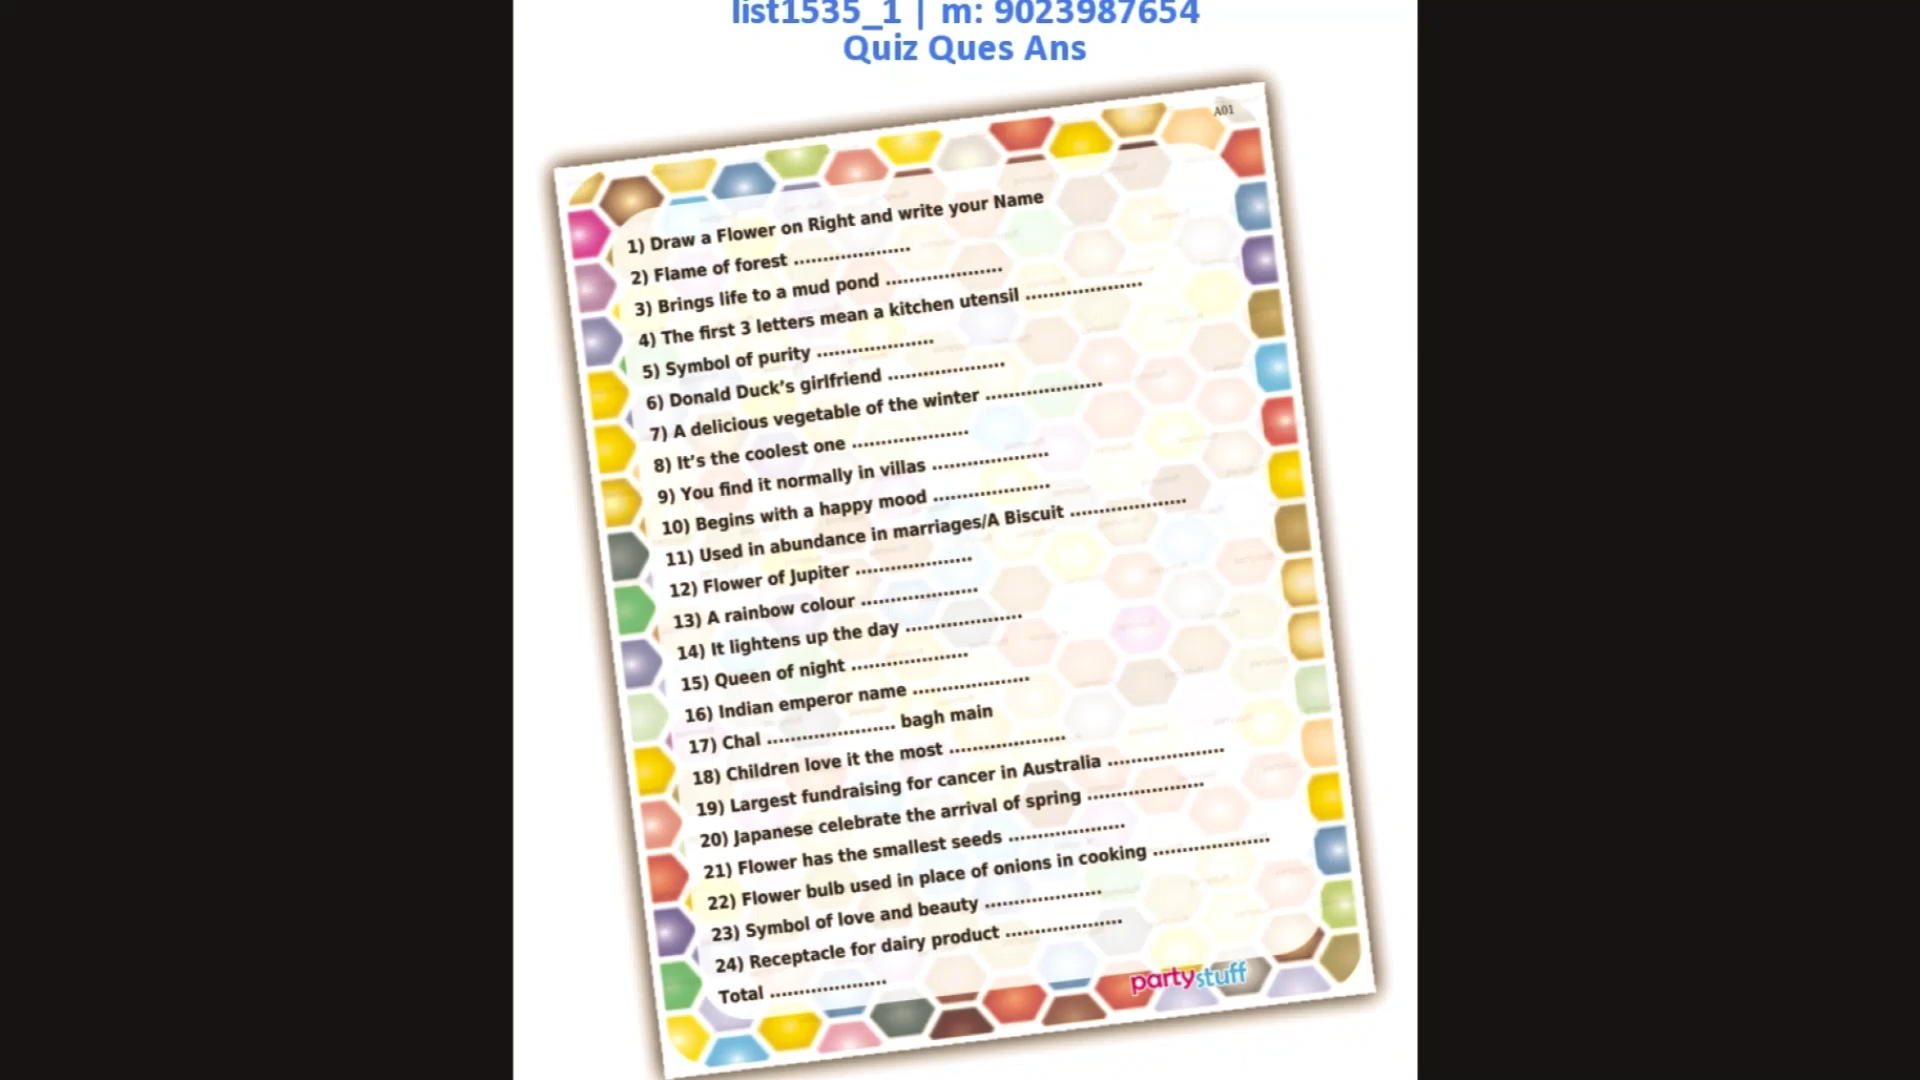 list1535_1 | m: 9023987654
Quiz Ques Ans
A01
1) Draw a Flower on Right and write your Name
2) Flame of forest ....................
3) Brings life to a mud pond ....................
4) The first 3 letters mean a kitchen utensil ....................
5) Symbol of purity ....................
6) Donald Duck's girlfriend ....................
7) A delicious vegetable of the winter ....................
8) It's the coolest one ....................
9) You find it normally in villas ....................
10) Begins with a happy mood ....................
11) Used in abundance in marriages/A Biscuit ....................
12) Flower of Jupiter ....................
13) A rainbow colour ....................
14) It lightens up the day ....................
15) Queen of night ....................
16) Indian emperor name ....................
17) Chal ...................... bagh main
18) Children love it the most ....................
19) Largest fundraising for cancer in Australia ....................
20) Japanese celebrate the arrival of spring ....................
21) Flower has the smallest seeds ....................
22) Flower bulb used in place of onions in cooking ....................
23) Symbol of love and beauty ....................
24) Receptacle for dairy product ....................
Total ....................
partystuff